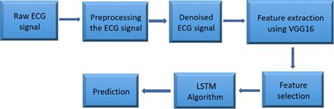 Raw ECG
signal
Preprocessing
the ECG signal
Denoised
ECG signal
Feature extraction
using VGG16
Feature
selection
LSTM
Algorithm
Prediction